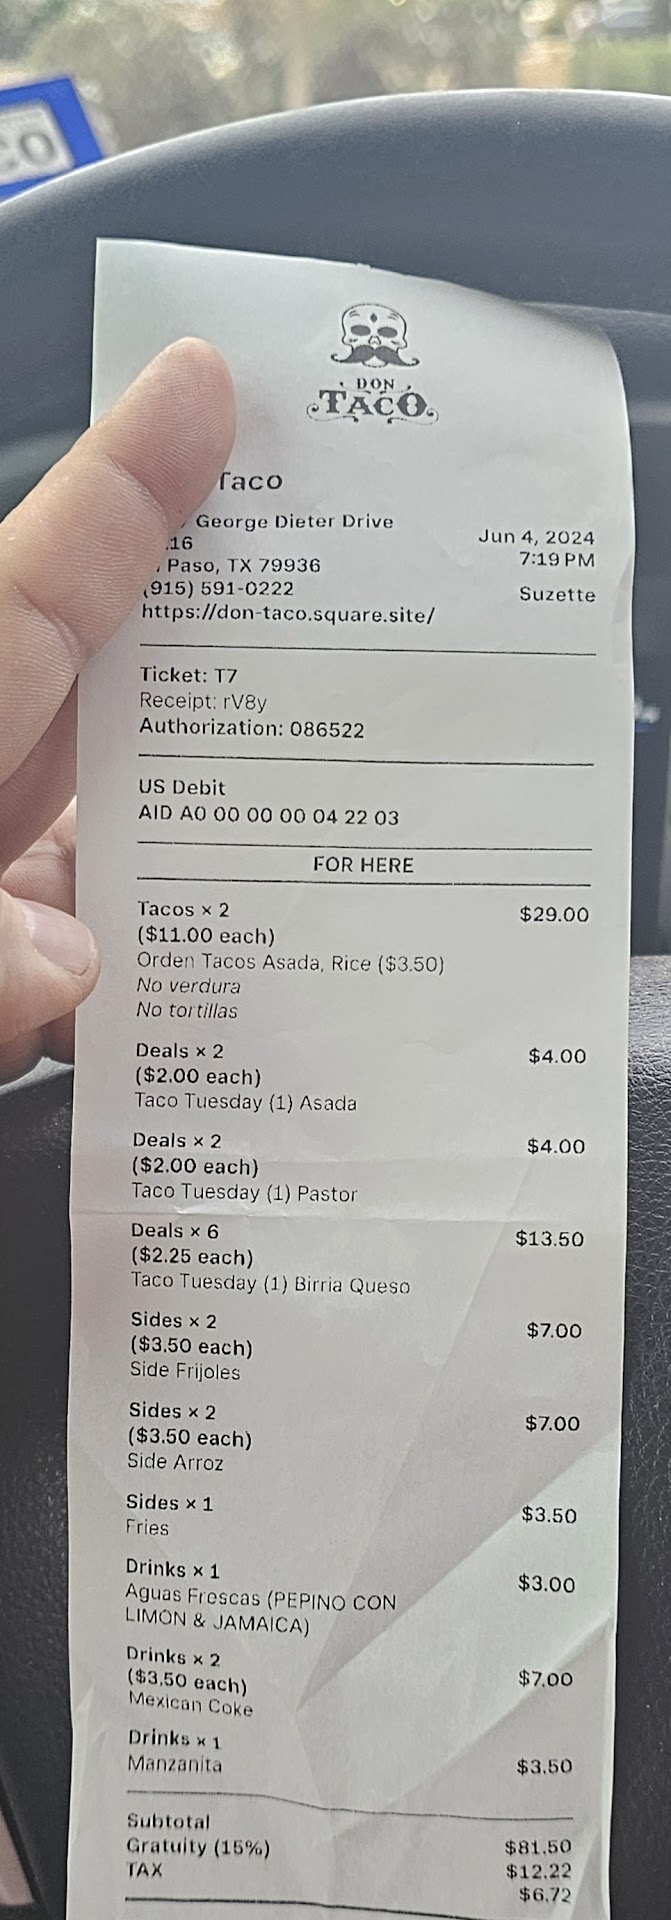 DON
TACO
Taco
George Dieter Drive
16
Paso, TX 79936
(915) 591-0222
https://don-taco.square.site/
Jun 4, 2024
7:19 PM
Suzette
Ticket: T7
Receipt: rV8y
Authorization: 086522
US Debit
AID A0 00 00 00 04 22 03
FOR HERE
Tacos × 2 $29.00
($11.00 each)
Orden Tacos Asada, Rice ($3.50)
No verdura
No tortillas
Deals × 2 $4.00
($2.00 each)
Taco Tuesday (1) Asada
Deals × 2 $4.00
($2.00 each)
Taco Tuesday (1) Pastor
Deals × 6 $13.50
($2.25 each)
Taco Tuesday (1) Birria Queso
Sides × 2 $7.00
($3.50 each)
Side Frijoles
Sides × 2 $7.00
($3.50 each)
Side Arroz
Sides × 1 $3.50
Fries
Drinks × 1 $3.00
Aguas Frescas (PEPINO CON
LIMON & JAMAICA)
Drinks × 2 $7.00
($3.50 each)
Mexican Coke
Drinks × 1 $3.50
Manzanita
Subtotal $81.50
Gratuity (15%) $12.22
TAX $6.72